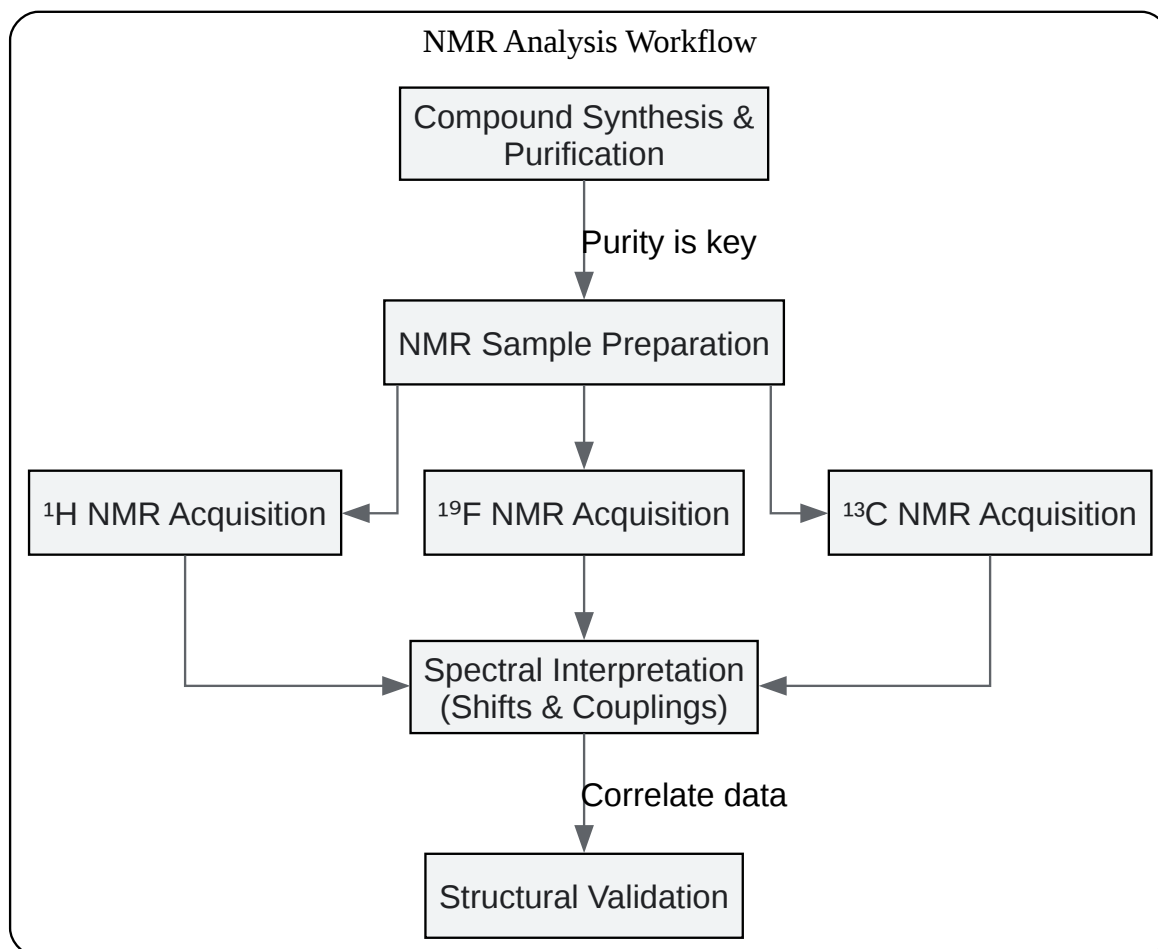 NMR Analysis Workflow
Compound Synthesis &
Purification
Purity is key
NMR Sample Preparation
¹H NMR Acquisition
¹⁹F NMR Acquisition
¹³C NMR Acquisition
Spectral Interpretation
(Shifts & Couplings)
Correlate data
Structural Validation